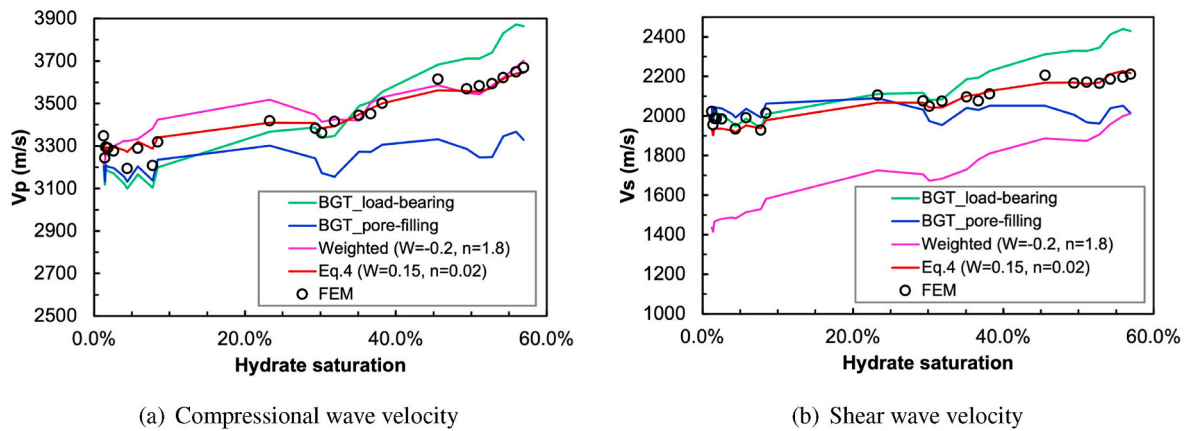 3900
3700
3500
3300
3100
2900
2700
2500
Vp (m/s)
0.0% 20.0% 40.0% 60.0%
Hydrate saturation
BGT_load-bearing
BGT_pore-filling
Weighted (W=-0.2, n=1.8)
Eq.4 (W=0.15, n=0.02)
FEM
(a) Compressional wave velocity
2400
2200
2000
1800
1600
1400
1200
1000
Vs (m/s)
0.0% 20.0% 40.0% 60.0%
Hydrate saturation
BGT_load-bearing
BGT_pore-filling
Weighted (W=-0.2, n=1.8)
Eq.4 (W=0.15, n=0.02)
FEM
(b) Shear wave velocity